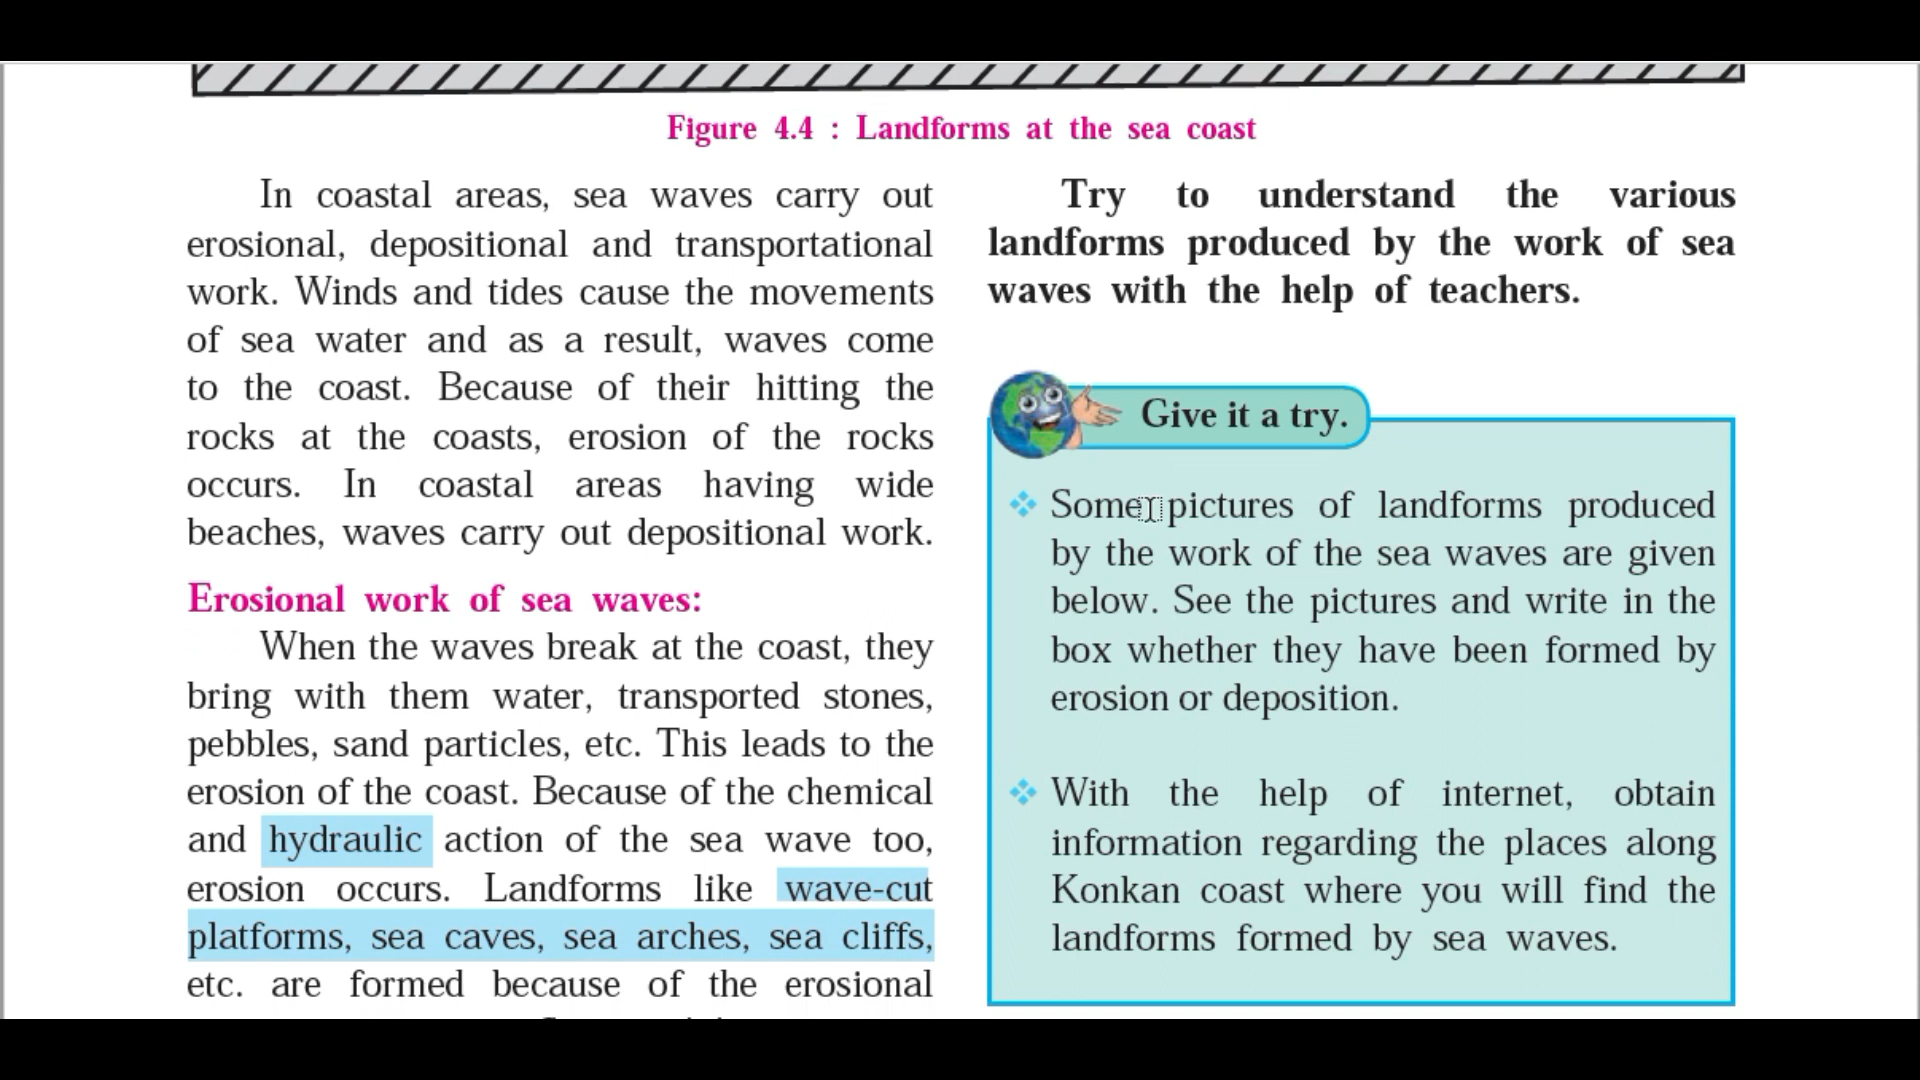 Figure 4.4 : Landforms at the sea coast
In coastal areas, sea waves carry out
erosional, depositional and transportational
work. Winds and tides cause the movements
of sea water and as a result, waves come
to the coast. Because of their hitting the
rocks at the coasts, erosion of the rocks
occurs. In coastal areas having wide
beaches, waves carry out depositional work.
Erosional work of sea waves:
When the waves break at the coast, they
bring with them water, transported stones,
pebbles, sand particles, etc. This leads to the
erosion of the coast. Because of the chemical
and hydraulic action of the sea wave too,
erosion occurs. Landforms like wave-cut
platforms, sea caves, sea arches, sea cliffs,
etc. are formed because of the erosional
Try to understand the various
landforms produced by the work of sea
waves with the help of teachers.
Give it a try.
Some pictures of landforms produced
by the work of the sea waves are given
below. See the pictures and write in the
box whether they have been formed by
erosion or deposition.
With the help of internet, obtain
information regarding the places along
Konkan coast where you will find the
landforms formed by sea waves.